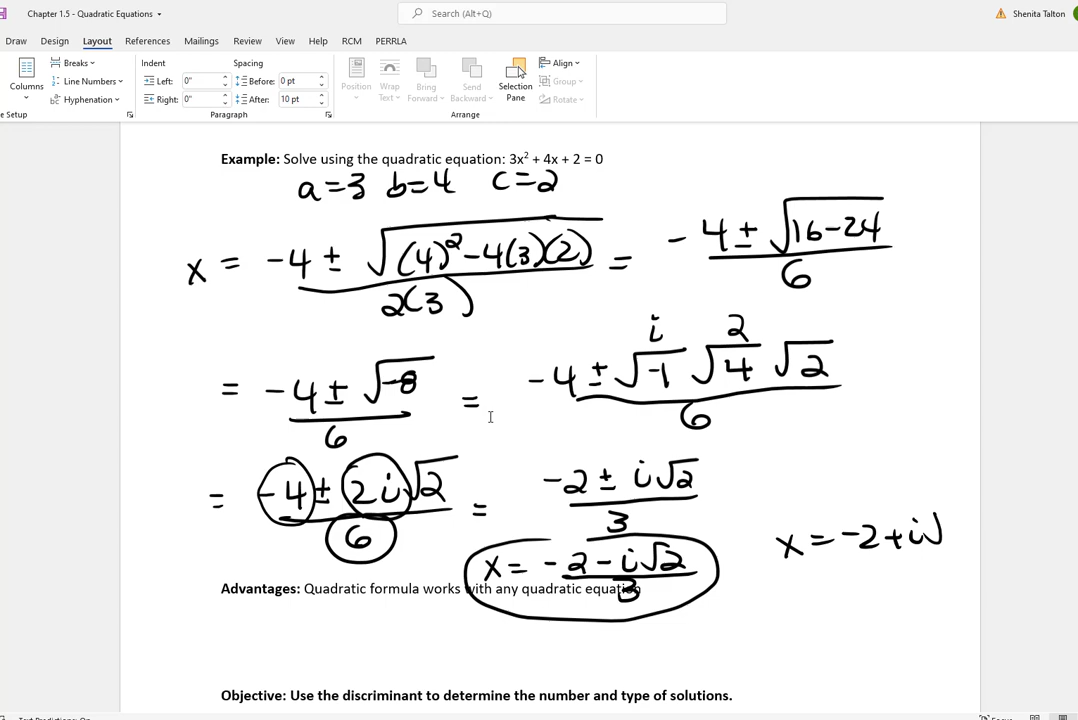 Chapter 1.5 - Quadratic Equations
Search (Alt+Q)
Shenita Talton
Draw Design Layout References Mailings Review View Help RCM PERRLA
Breaks Indent Spacing Align
Line Numbers Left: 0" Before: 0 pt Group
Columns Hyphenation Right: 0" After: 10 pt Position Wrap Text Bring Forward Send Backward Selection Pane Rotate
e Setup Paragraph Arrange
Example: Solve using the quadratic equation: 3x² + 4x + 2 = 0
a=3 b=4 c=2
x = -4 ± √((4)²-4(3)(2)) / 2(3) = -4 ± √(16-24) / 6
= -4 ± √-8 / 6 = -4 ± √-1 √4 √2 / 6
i 2
= -4 ± 2i√2 / 6 = -2 ± i√2 / 3
x = -2 - i√2 / 3 x = -2 + i√
Advantages: Quadratic formula works with any quadratic equation
Objective: Use the discriminant to determine the number and type of solutions.